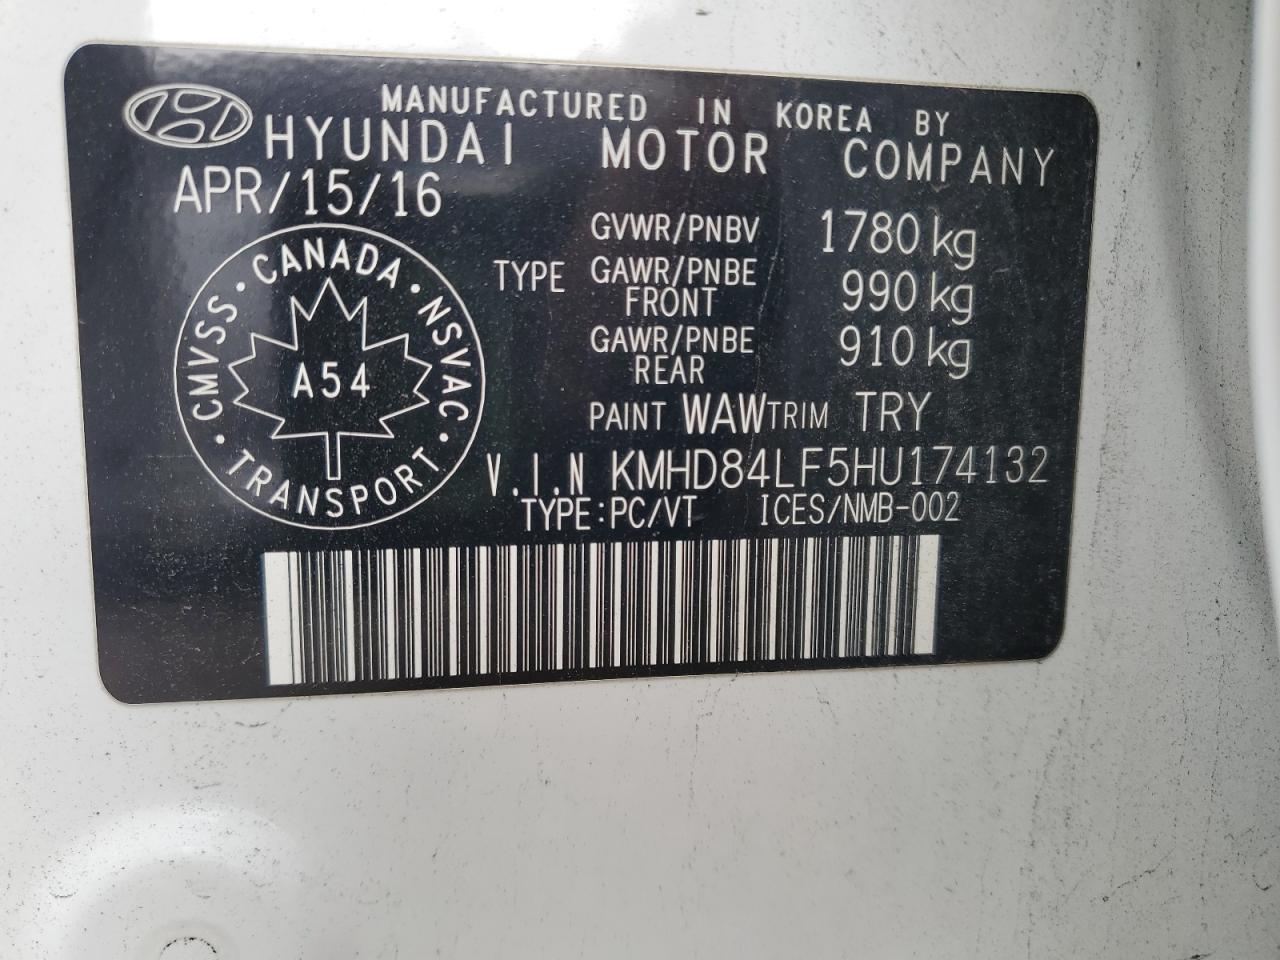 MANUFACTURED IN KOREA BY
HYUNDAI MOTOR COMPANY
APR/15/16
GVWR/PNBV 1780 kg
TYPE GAWR/PNBE FRONT 990 kg
GAWR/PNBE REAR 910 kg
PAINT WAW TRIM TRY
V.I.N KMHD84LF5HU174132
TYPE:PC/VT ICES/NMB-002
CMVSS · CANADA · NSVAC · TRANSPORT ·
A54